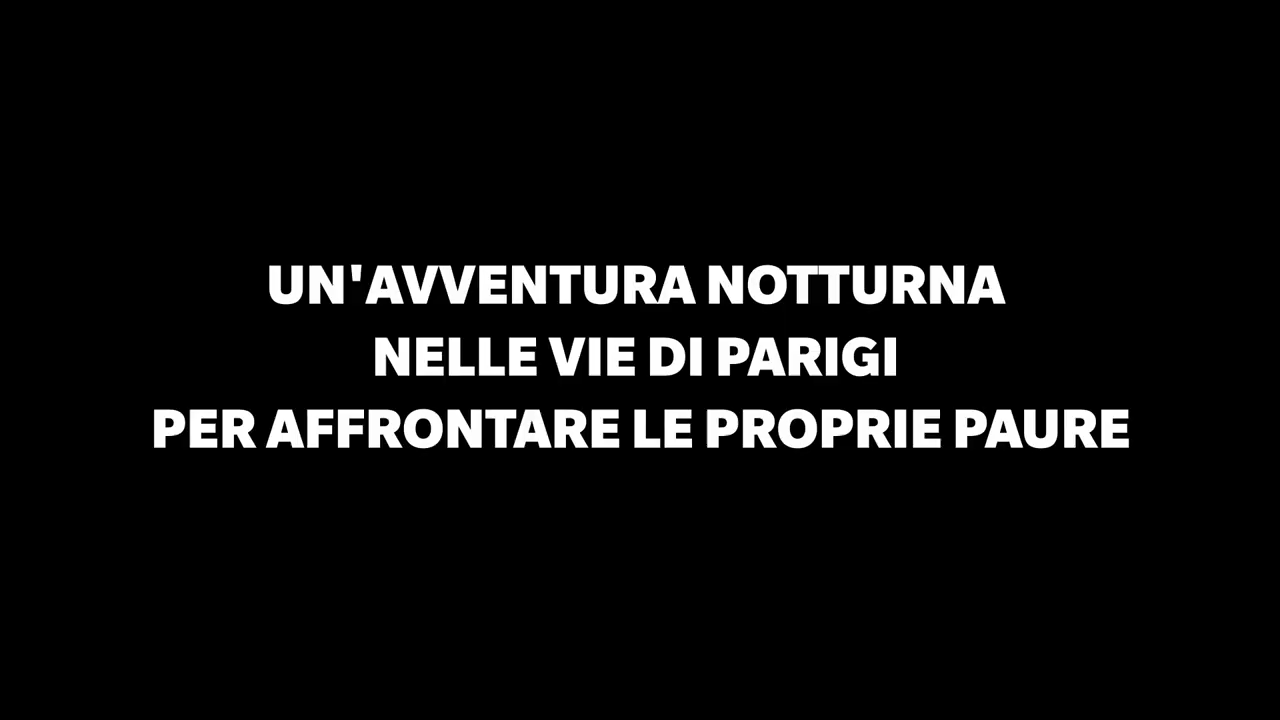 UN'AVVENTURA NOTTURNA
NELLE VIE DI PARIGI
PER AFFRONTARE LE PROPRIE PAURE